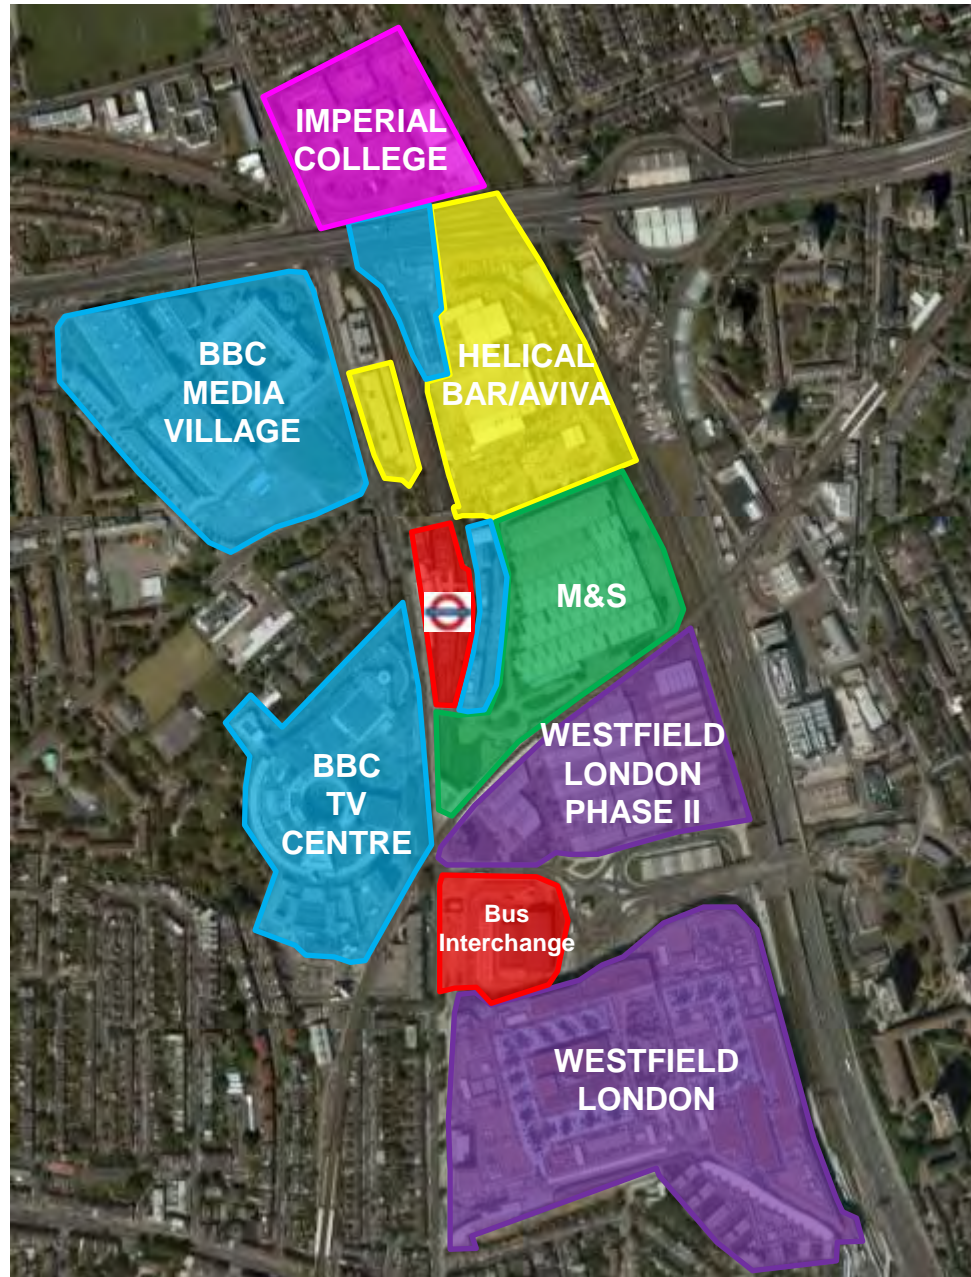 IMPERIAL
COLLEGE
BBC
MEDIA
VILLAGE
HELICAL
BAR/AVIVA
M&S
WESTFIELD
LONDON
PHASE II
BBC
TV
CENTRE
Bus
Interchange
WESTFIELD
LONDON